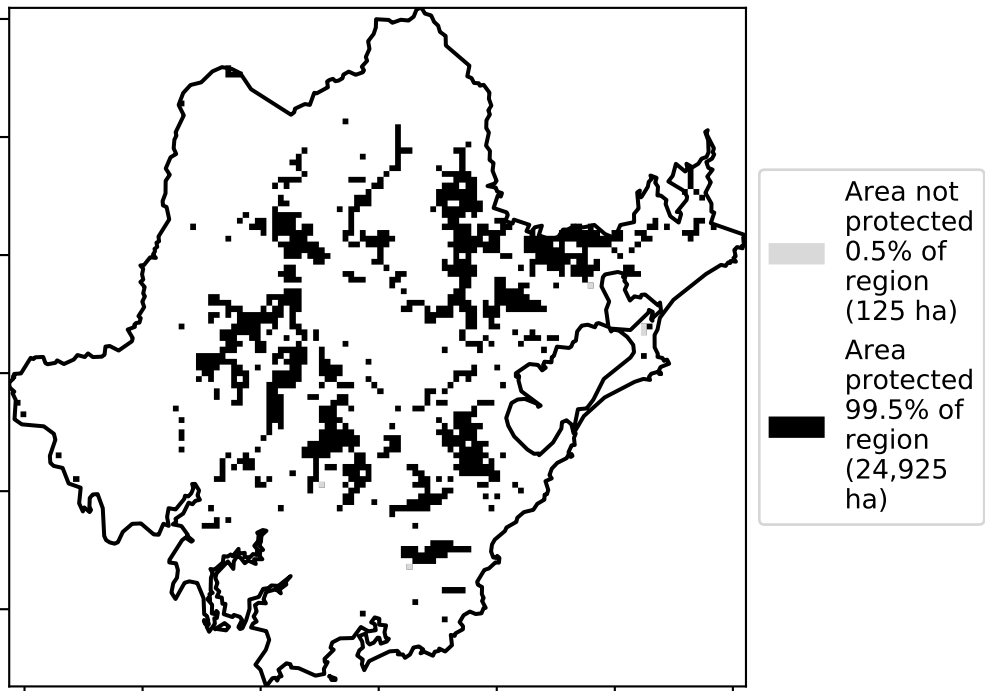 Area not
protected
0.5% of
region
(125 ha)
Area
protected
99.5% of
region
(24,925
ha)